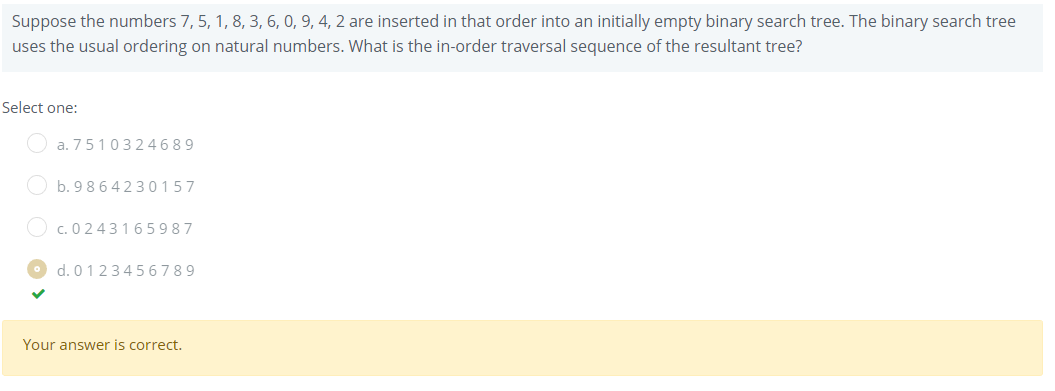 Suppose the numbers 7, 5, 1, 8, 3, 6, 0, 9, 4, 2 are inserted in that order into an initially empty binary search tree. The binary search tree
uses the usual ordering on natural numbers. What is the in-order traversal sequence of the resultant tree?
Select one:
a. 7 5 1 0 3 2 4 6 8 9
b. 9 8 6 4 2 3 0 1 5 7
c. 0 2 4 3 1 6 5 9 8 7
d. 0 1 2 3 4 5 6 7 8 9
Your answer is correct.